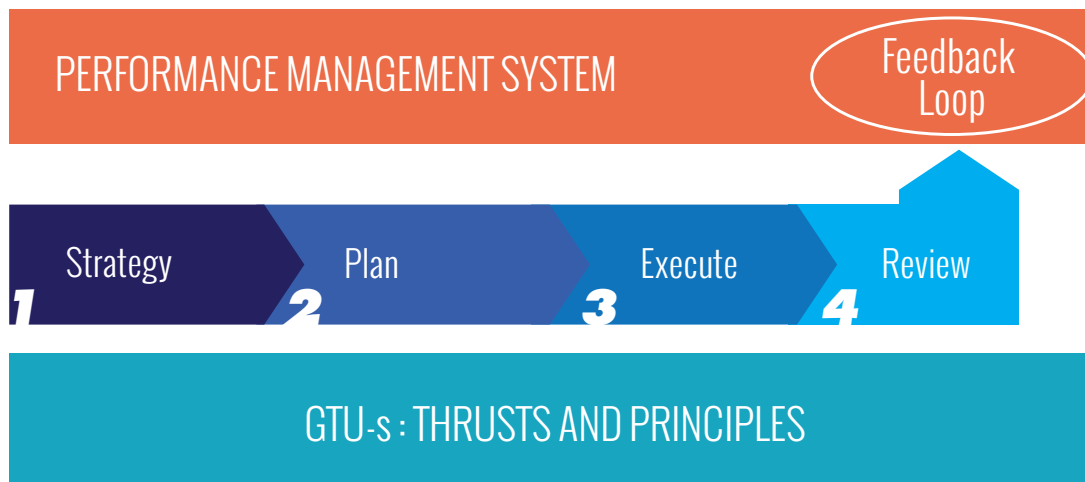 PERFORMANCE MANAGEMENT SYSTEM
Feedback
Loop
Strategy
Plan
Execute
Review
1
2
3
4
GTU-s : THRUSTS AND PRINCIPLES